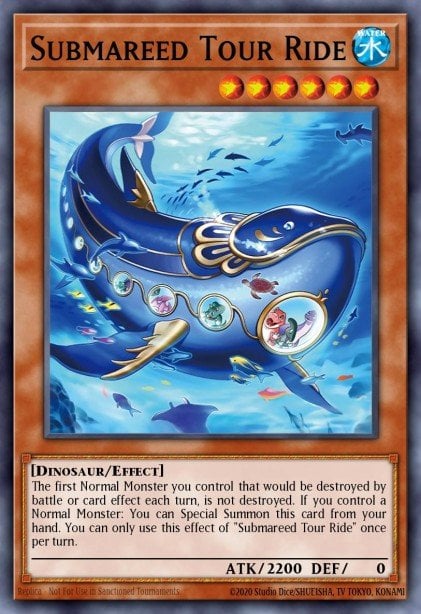 Submareed Tour Ride
WATER
水
[Dinosaur/Effect]
The first Normal Monster you control that would be destroyed by
battle or card effect each turn, is not destroyed. If you control a
Normal Monster: You can Special Summon this card from your
hand. You can only use this effect of "Submareed Tour Ride" once
per turn.
ATK/2200 DEF/ 0
Replica - Not For Use in Sanctioned Tournaments
©2020 Studio Dice/SHUEISHA, TV TOKYO, KONAMI